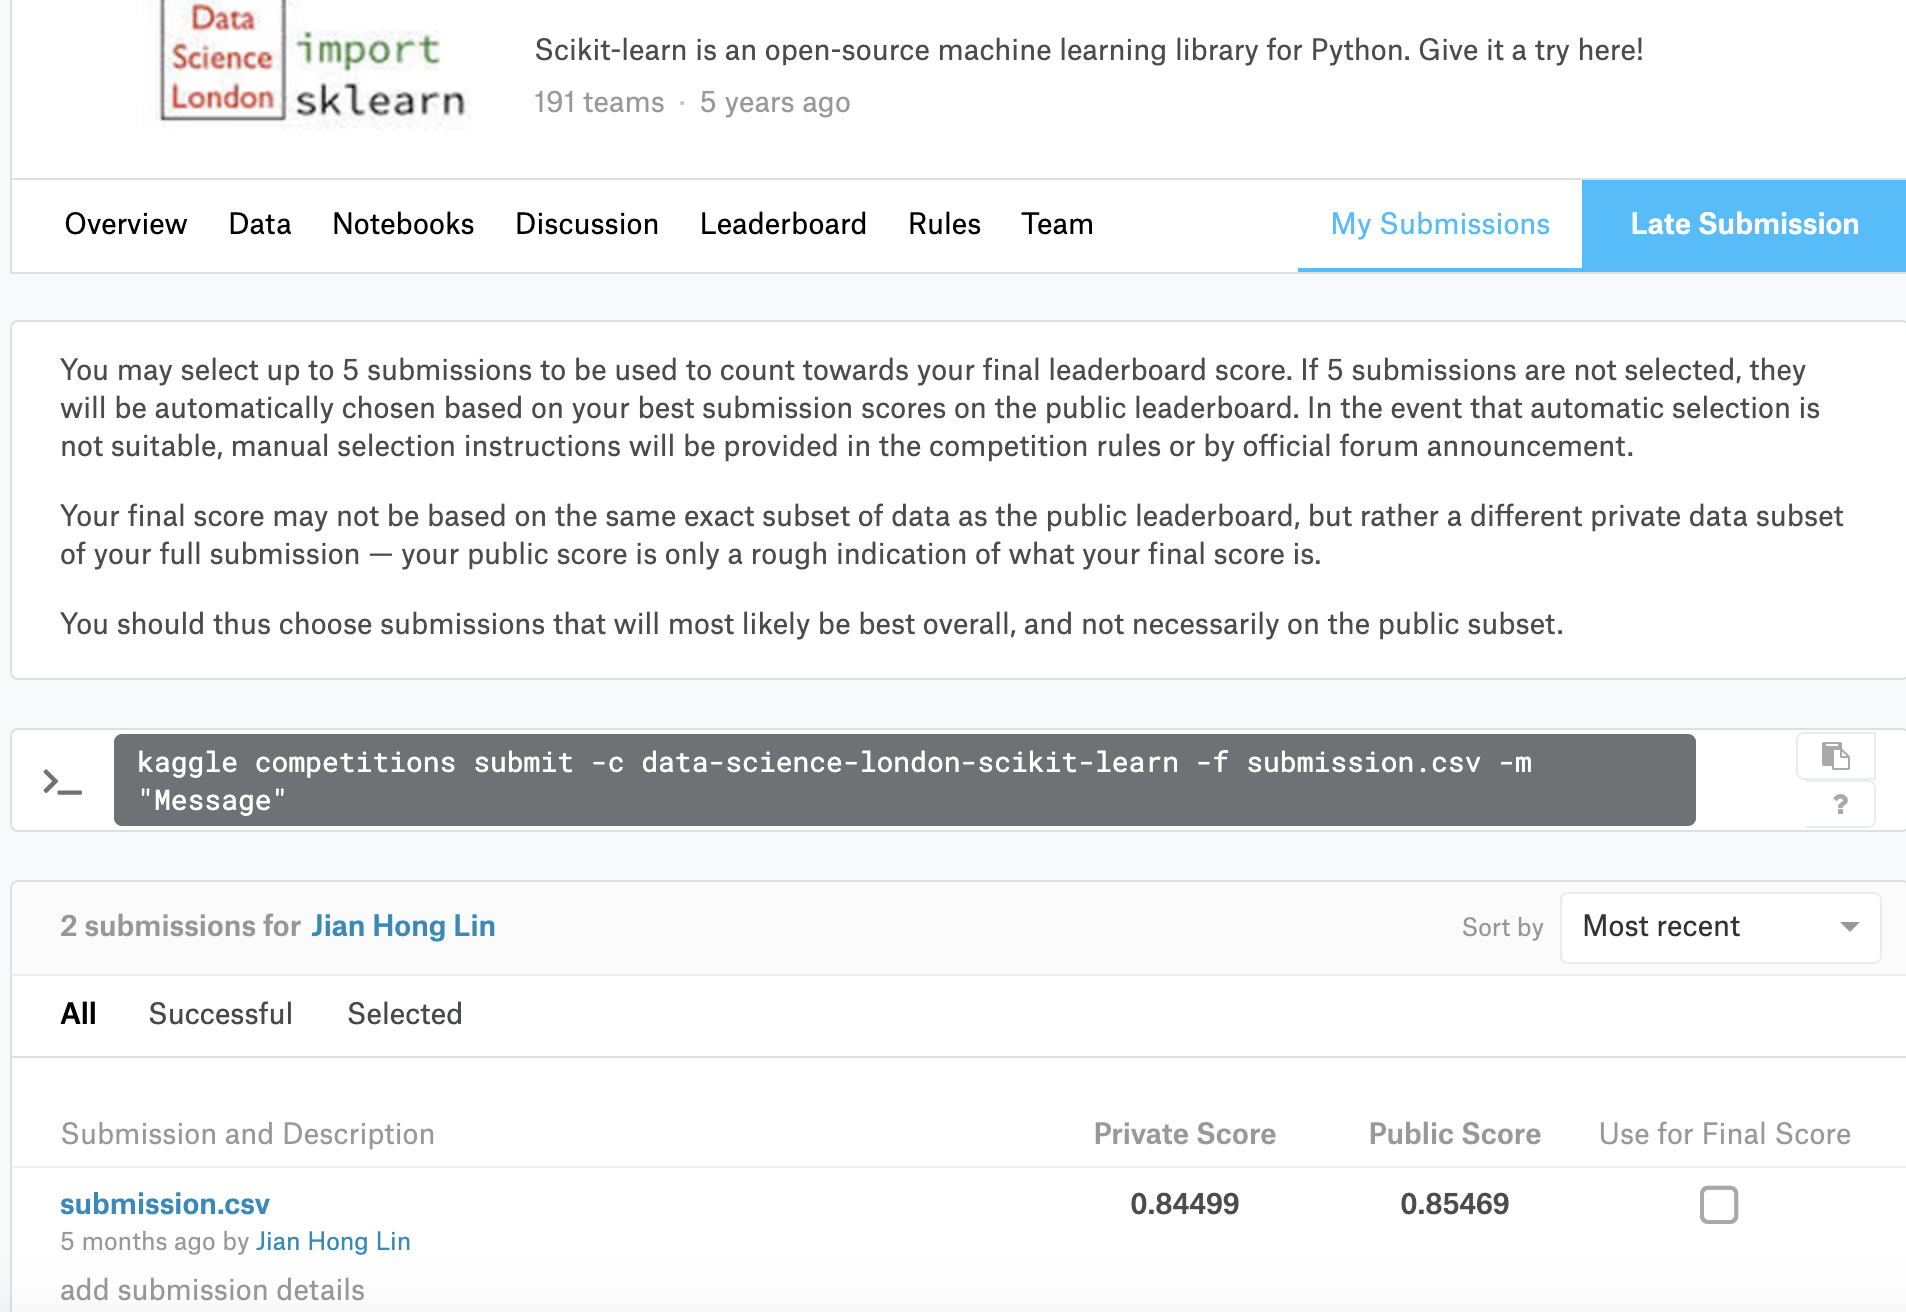 Data
Science
London
import
sklearn
Scikit-learn is an open-source machine learning library for Python. Give it a try here!
191 teams · 5 years ago
Overview Data Notebooks Discussion Leaderboard Rules Team My Submissions Late Submission
You may select up to 5 submissions to be used to count towards your final leaderboard score. If 5 submissions are not selected, they
will be automatically chosen based on your best submission scores on the public leaderboard. In the event that automatic selection is
not suitable, manual selection instructions will be provided in the competition rules or by official forum announcement.
Your final score may not be based on the same exact subset of data as the public leaderboard, but rather a different private data subset
of your full submission — your public score is only a rough indication of what your final score is.
You should thus choose submissions that will most likely be best overall, and not necessarily on the public subset.
>_ kaggle competitions submit -c data-science-london-scikit-learn -f submission.csv -m
"Message"
?
2 submissions for Jian Hong Lin Sort by Most recent
All Successful Selected
Submission and Description Private Score Public Score Use for Final Score
submission.csv 0.84499 0.85469
5 months ago by Jian Hong Lin
add submission details